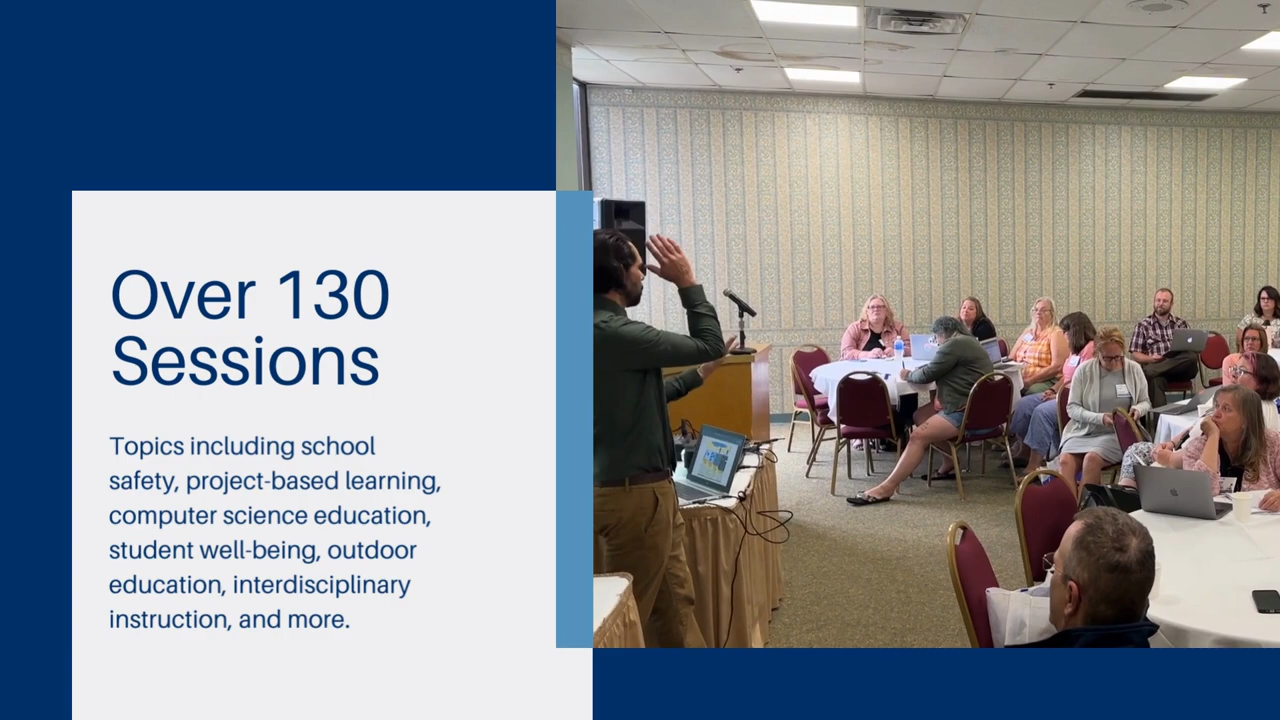 Over 130
Sessions
Topics including school
safety, project-based learning,
computer science education,
student well-being, outdoor
education, interdisciplinary
instruction, and more.